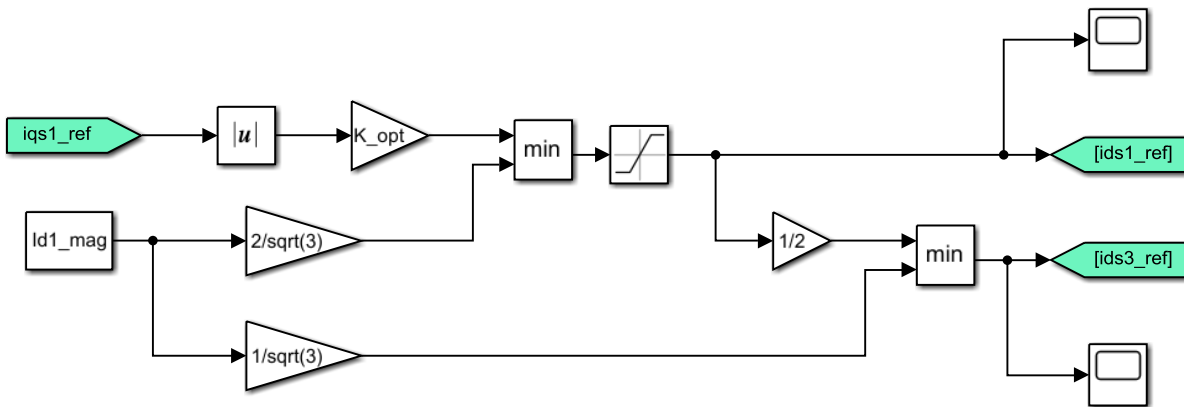 iqs1_ref
|u|
K_opt
min
[ids1_ref]
Id1_mag
2/sqrt(3)
1/2
min
[ids3_ref]
1/sqrt(3)